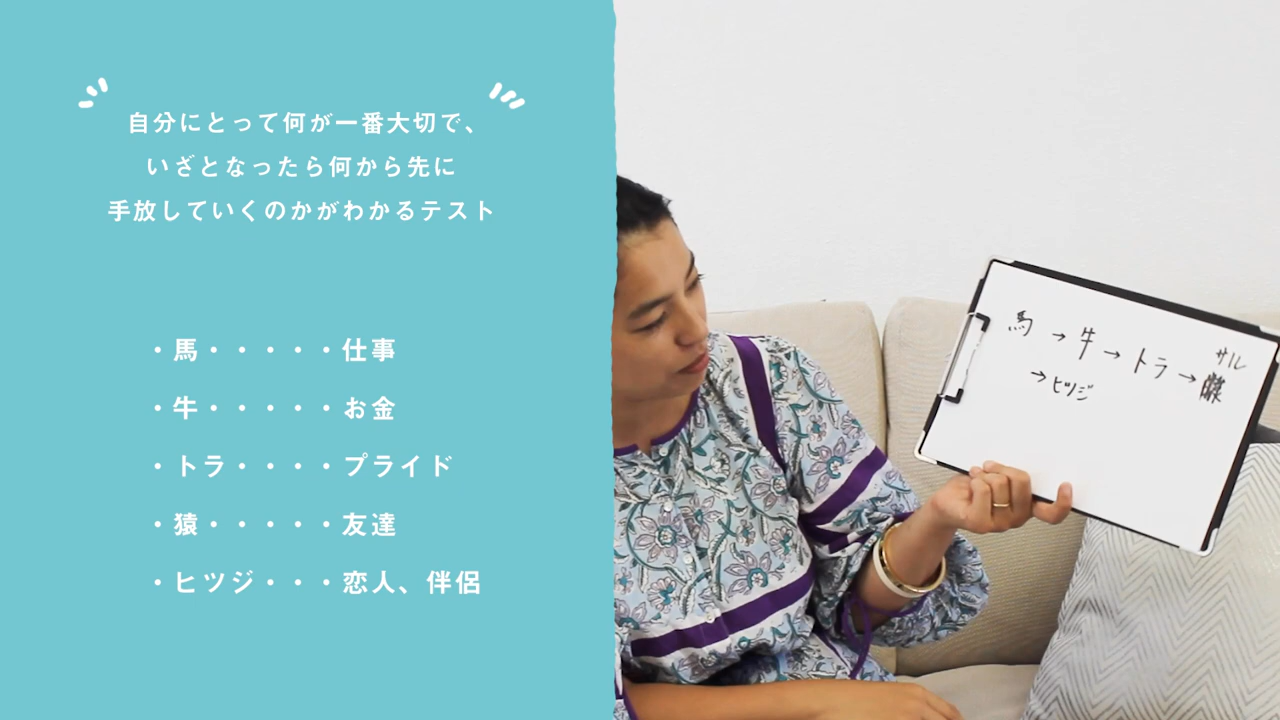 自分にとって何が一番大切で、
いざとなったら何から先に
手放していくのかがわかるテスト
・馬・・・・・仕事
・牛・・・・・お金
・トラ・・・・プライド
・猿・・・・・友達
・ヒツジ・・・恋人、伴侶
サル
馬→牛→トラ→
→ヒツジ